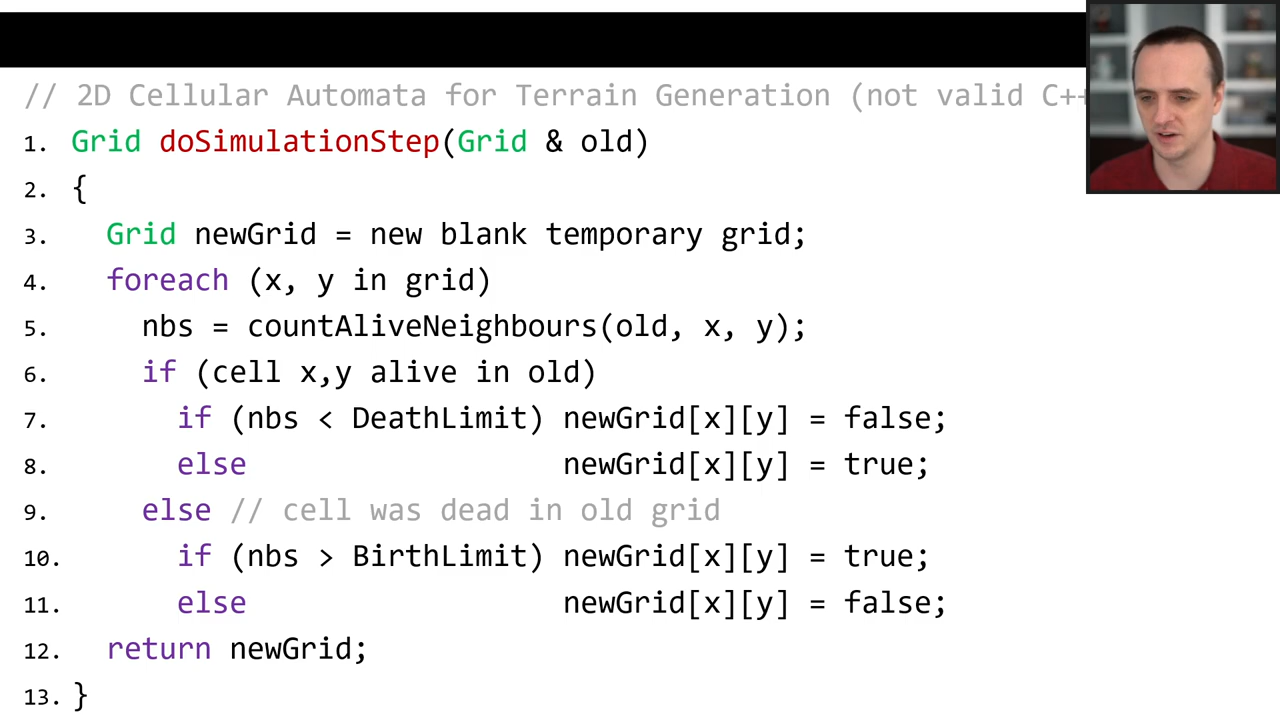 // 2D Cellular Automata for Terrain Generation (not valid C++
1. Grid doSimulationStep(Grid & old)
2. {
3. Grid newGrid = new blank temporary grid;
4. foreach (x, y in grid)
5. nbs = countAliveNeighbours(old, x, y);
6. if (cell x,y alive in old)
7. if (nbs < DeathLimit) newGrid[x][y] = false;
8. else newGrid[x][y] = true;
9. else // cell was dead in old grid
10. if (nbs > BirthLimit) newGrid[x][y] = true;
11. else newGrid[x][y] = false;
12. return newGrid;
13. }